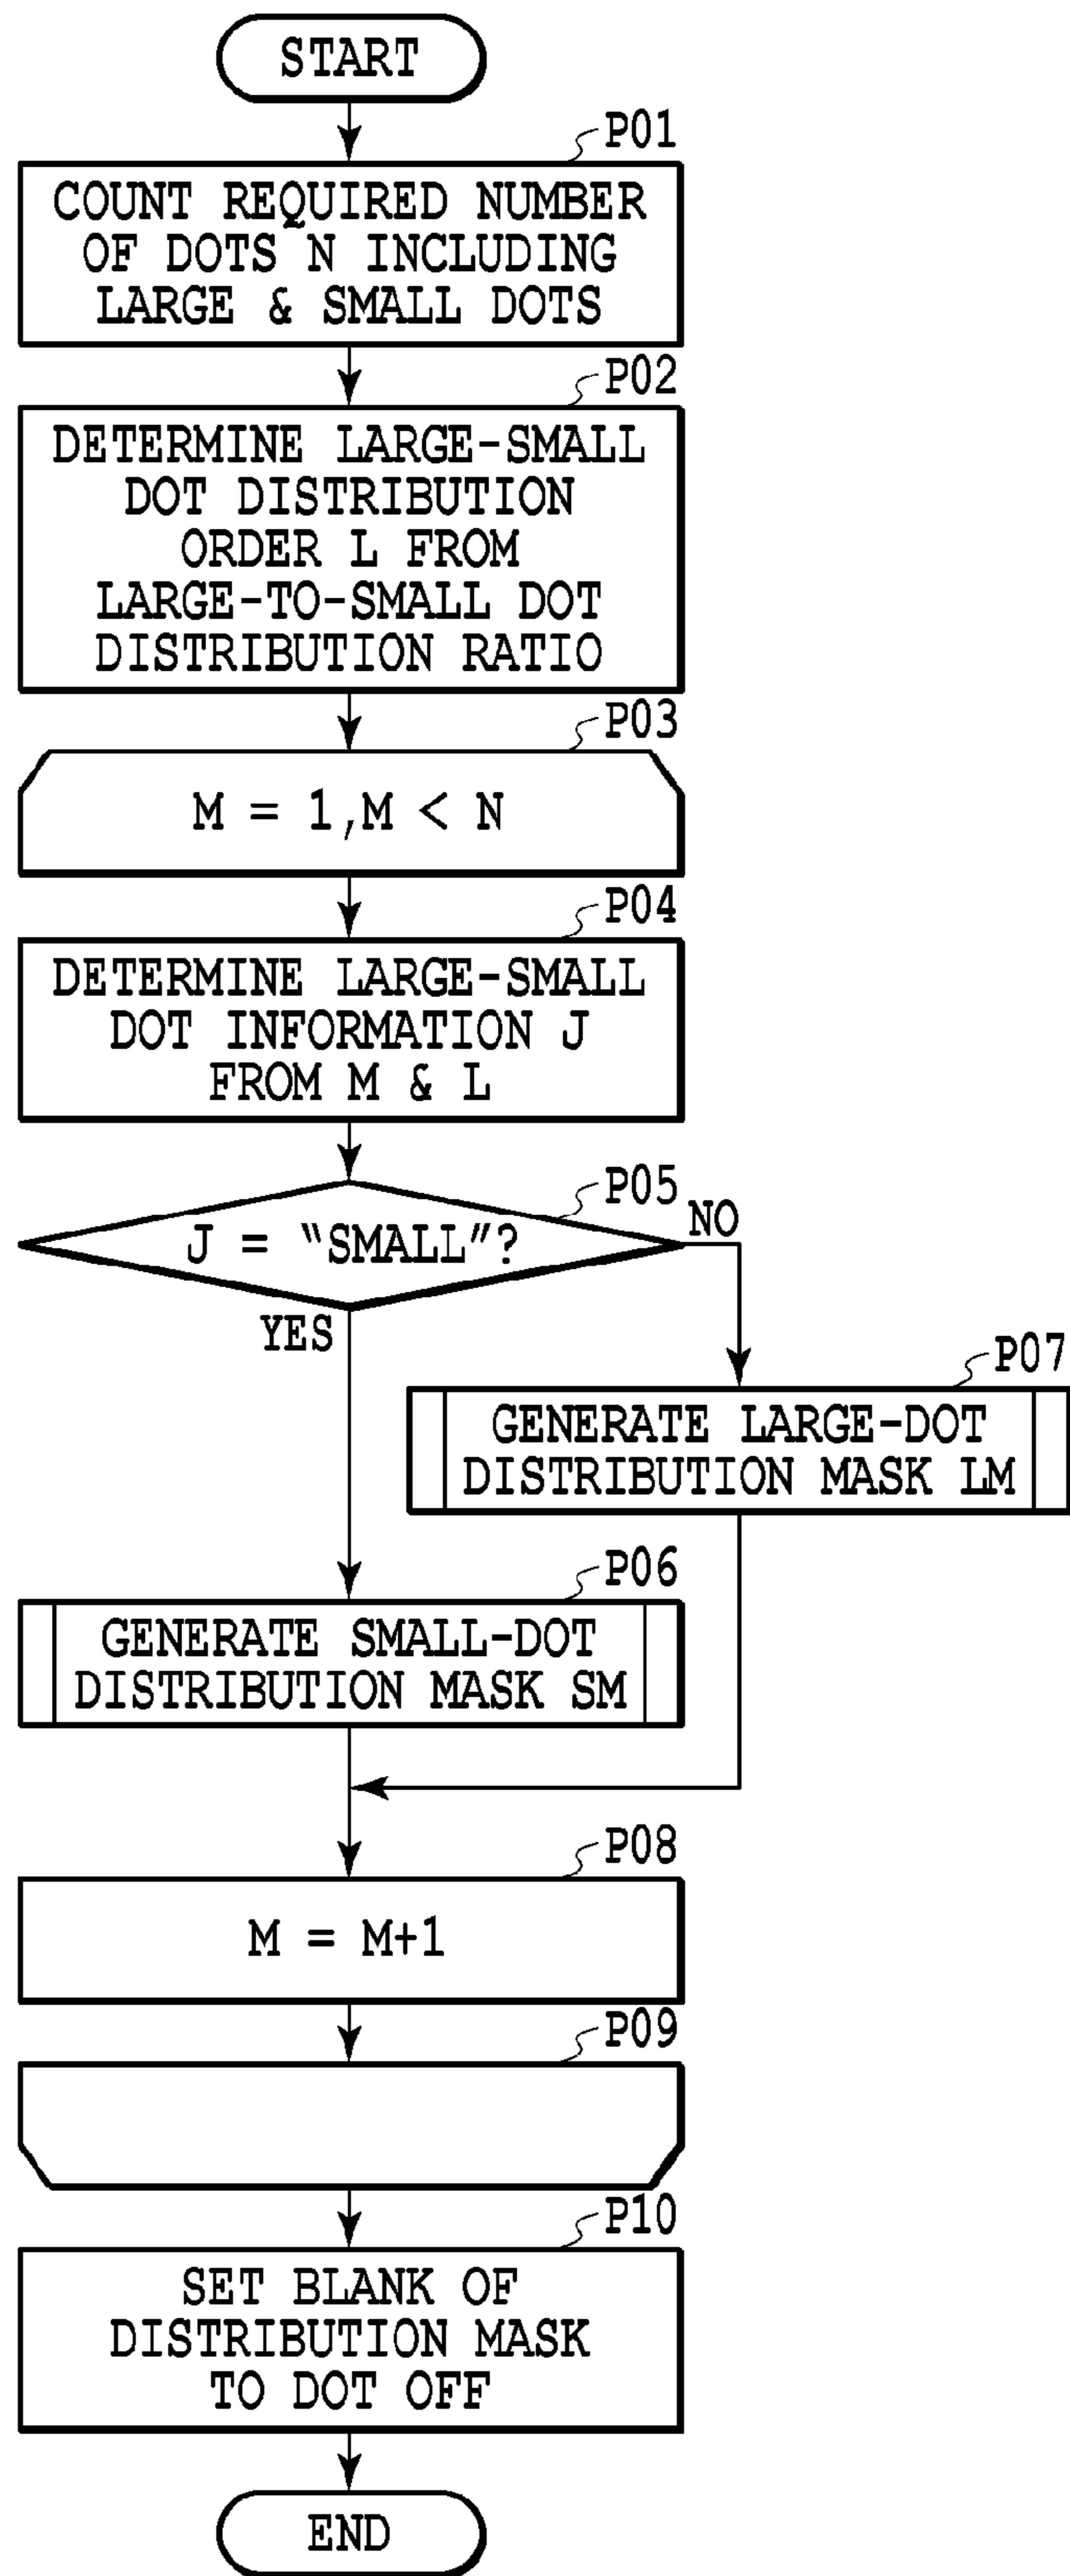 START
P01
COUNT REQUIRED NUMBER
OF DOTS N INCLUDING
LARGE & SMALL DOTS
P02
DETERMINE LARGE-SMALL
DOT DISTRIBUTION
ORDER L FROM
LARGE-TO-SMALL DOT
DISTRIBUTION RATIO
P03
M = 1,M < N
P04
DETERMINE LARGE-SMALL
DOT INFORMATION J
FROM M & L
P05
J = “SMALL”?
NO
YES
P07
GENERATE LARGE-DOT
DISTRIBUTION MASK LM
P06
GENERATE SMALL-DOT
DISTRIBUTION MASK SM
P08
M = M+1
P09
P10
SET BLANK OF
DISTRIBUTION MASK
TO DOT OFF
END